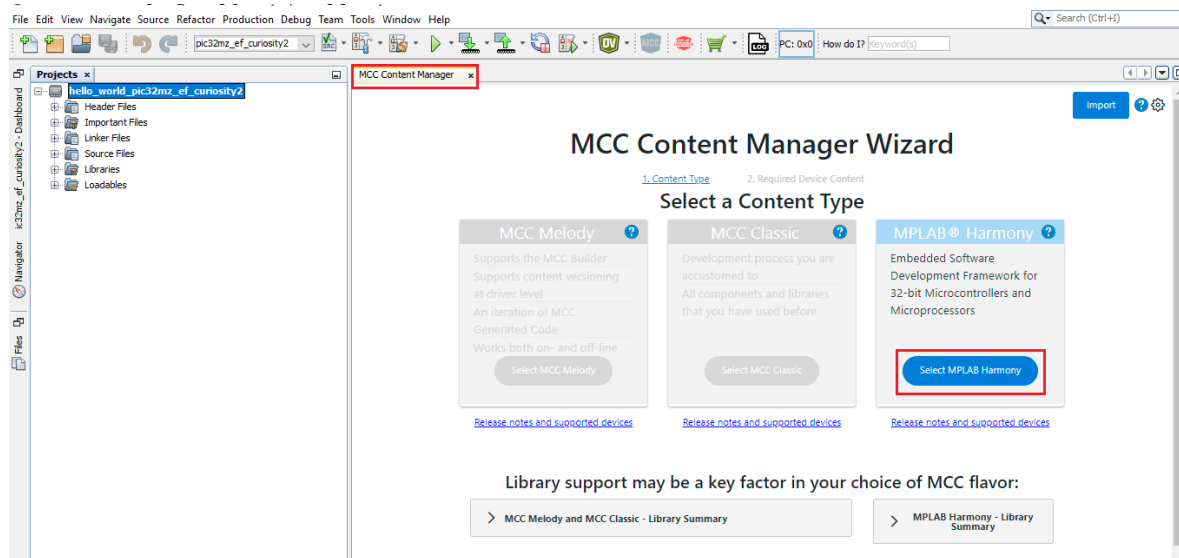 File Edit View Navigate Source Refactor Production Debug Team Tools Window Help
Search (Ctrl+I)
pic32mz_ef_curiosity2
PC: 0x0
How do I?
Keyword(s)
Projects
MCC Content Manager
hello_world_pic32mz_ef_curiosity2
Header Files
Important Files
Linker Files
Source Files
Libraries
Loadables
ic32mz_ef_curiosity2 - Dashboard
Navigator
Files
Import
MCC Content Manager Wizard
1. Content Type
2. Required Device Content
Select a Content Type
MCC Melody
Supports the MCC Builder
Supports content versioning
at driver level
An iteration of MCC
Generated Code
Works both on- and off-line
Select MCC Melody
Release notes and supported devices
MCC Classic
Development process you are
accustomed to
All components and libraries
that you have used before
Select MCC Classic
Release notes and supported devices
MPLAB® Harmony
Embedded Software
Development Framework for
32-bit Microcontrollers and
Microprocessors
Select MPLAB Harmony
Release notes and supported devices
Library support may be a key factor in your choice of MCC flavor:
MCC Melody and MCC Classic - Library Summary
MPLAB Harmony - Library
Summary